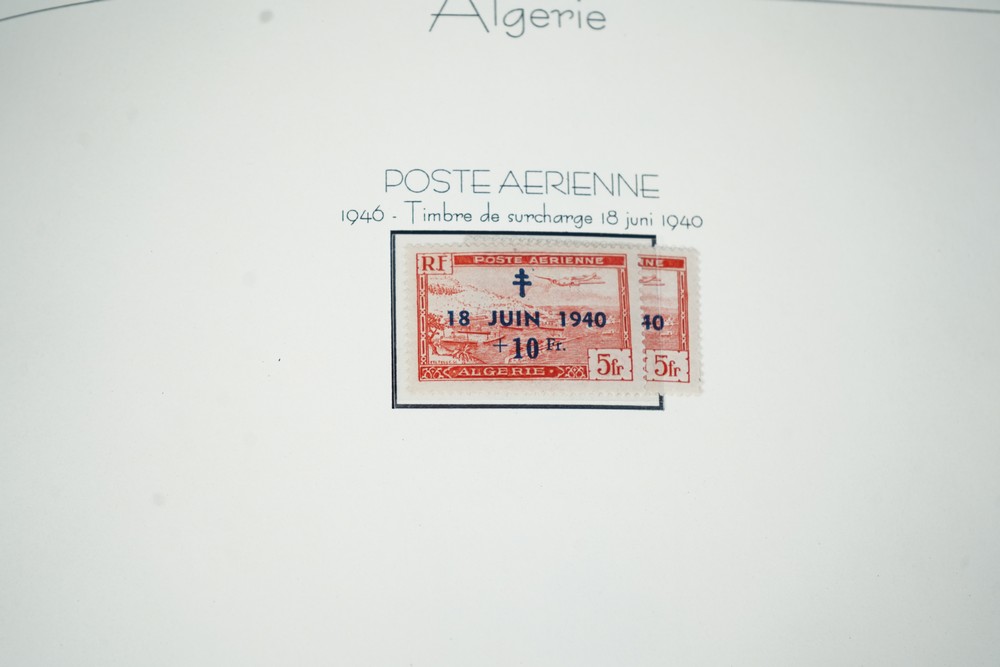 Algerie
POSTE AERIENNE
1946 - Timbre de surcharge 18 juni 1940
RF POSTE AERIENNE
18 JUIN 1940
+10 Fr.
ALGERIE 5fr
NNE
40
5fr